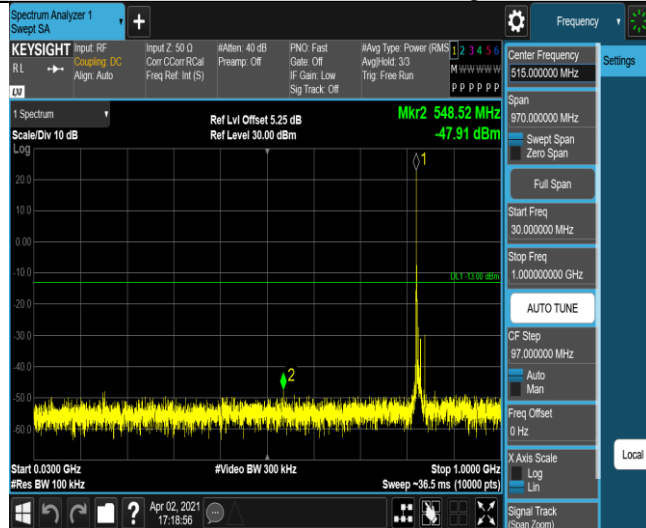 Spectrum Analyzer 1
Swept SA
Frequency
KEYSIGHT
RL
LXI
Input: RF
Coupling: DC
Align: Auto
Input Z: 50 Ω
Corr CCorr RCal
Freq Ref: Int (S)
#Atten: 40 dB
Preamp: Off
PNO: Fast
Gate: Off
IF Gain: Low
Sig Track: Off
#Avg Type: Power (RMS
Avg|Hold: 3/3
Trig: Free Run
1 2 3 4 5 6
M W W W W W
P P P P P P
1 Spectrum
Scale/Div 10 dB
Log
Ref Lvl Offset 5.25 dB
Ref Level 30.00 dBm
Mkr2 548.52 MHz
-47.91 dBm
1
20.0
10.0
0.00
-10.0
DL1 -13.00 dBm
-20.0
-30.0
-40.0
2
-50.0
-60.0
Start 0.0300 GHz
#Res BW 100 kHz
#Video BW 300 kHz
Stop 1.0000 GHz
Sweep ~36.5 ms (10000 pts)
Apr 02, 2021
17:18:56
Center Frequency
515.000000 MHz
Span
970.000000 MHz
Swept Span
Zero Span
Full Span
Start Freq
30.000000 MHz
Stop Freq
1.000000000 GHz
AUTO TUNE
CF Step
97.000000 MHz
Auto
Man
Freq Offset
0 Hz
X Axis Scale
Log
Lin
Signal Track
(Span Zoom)
Settings
Local